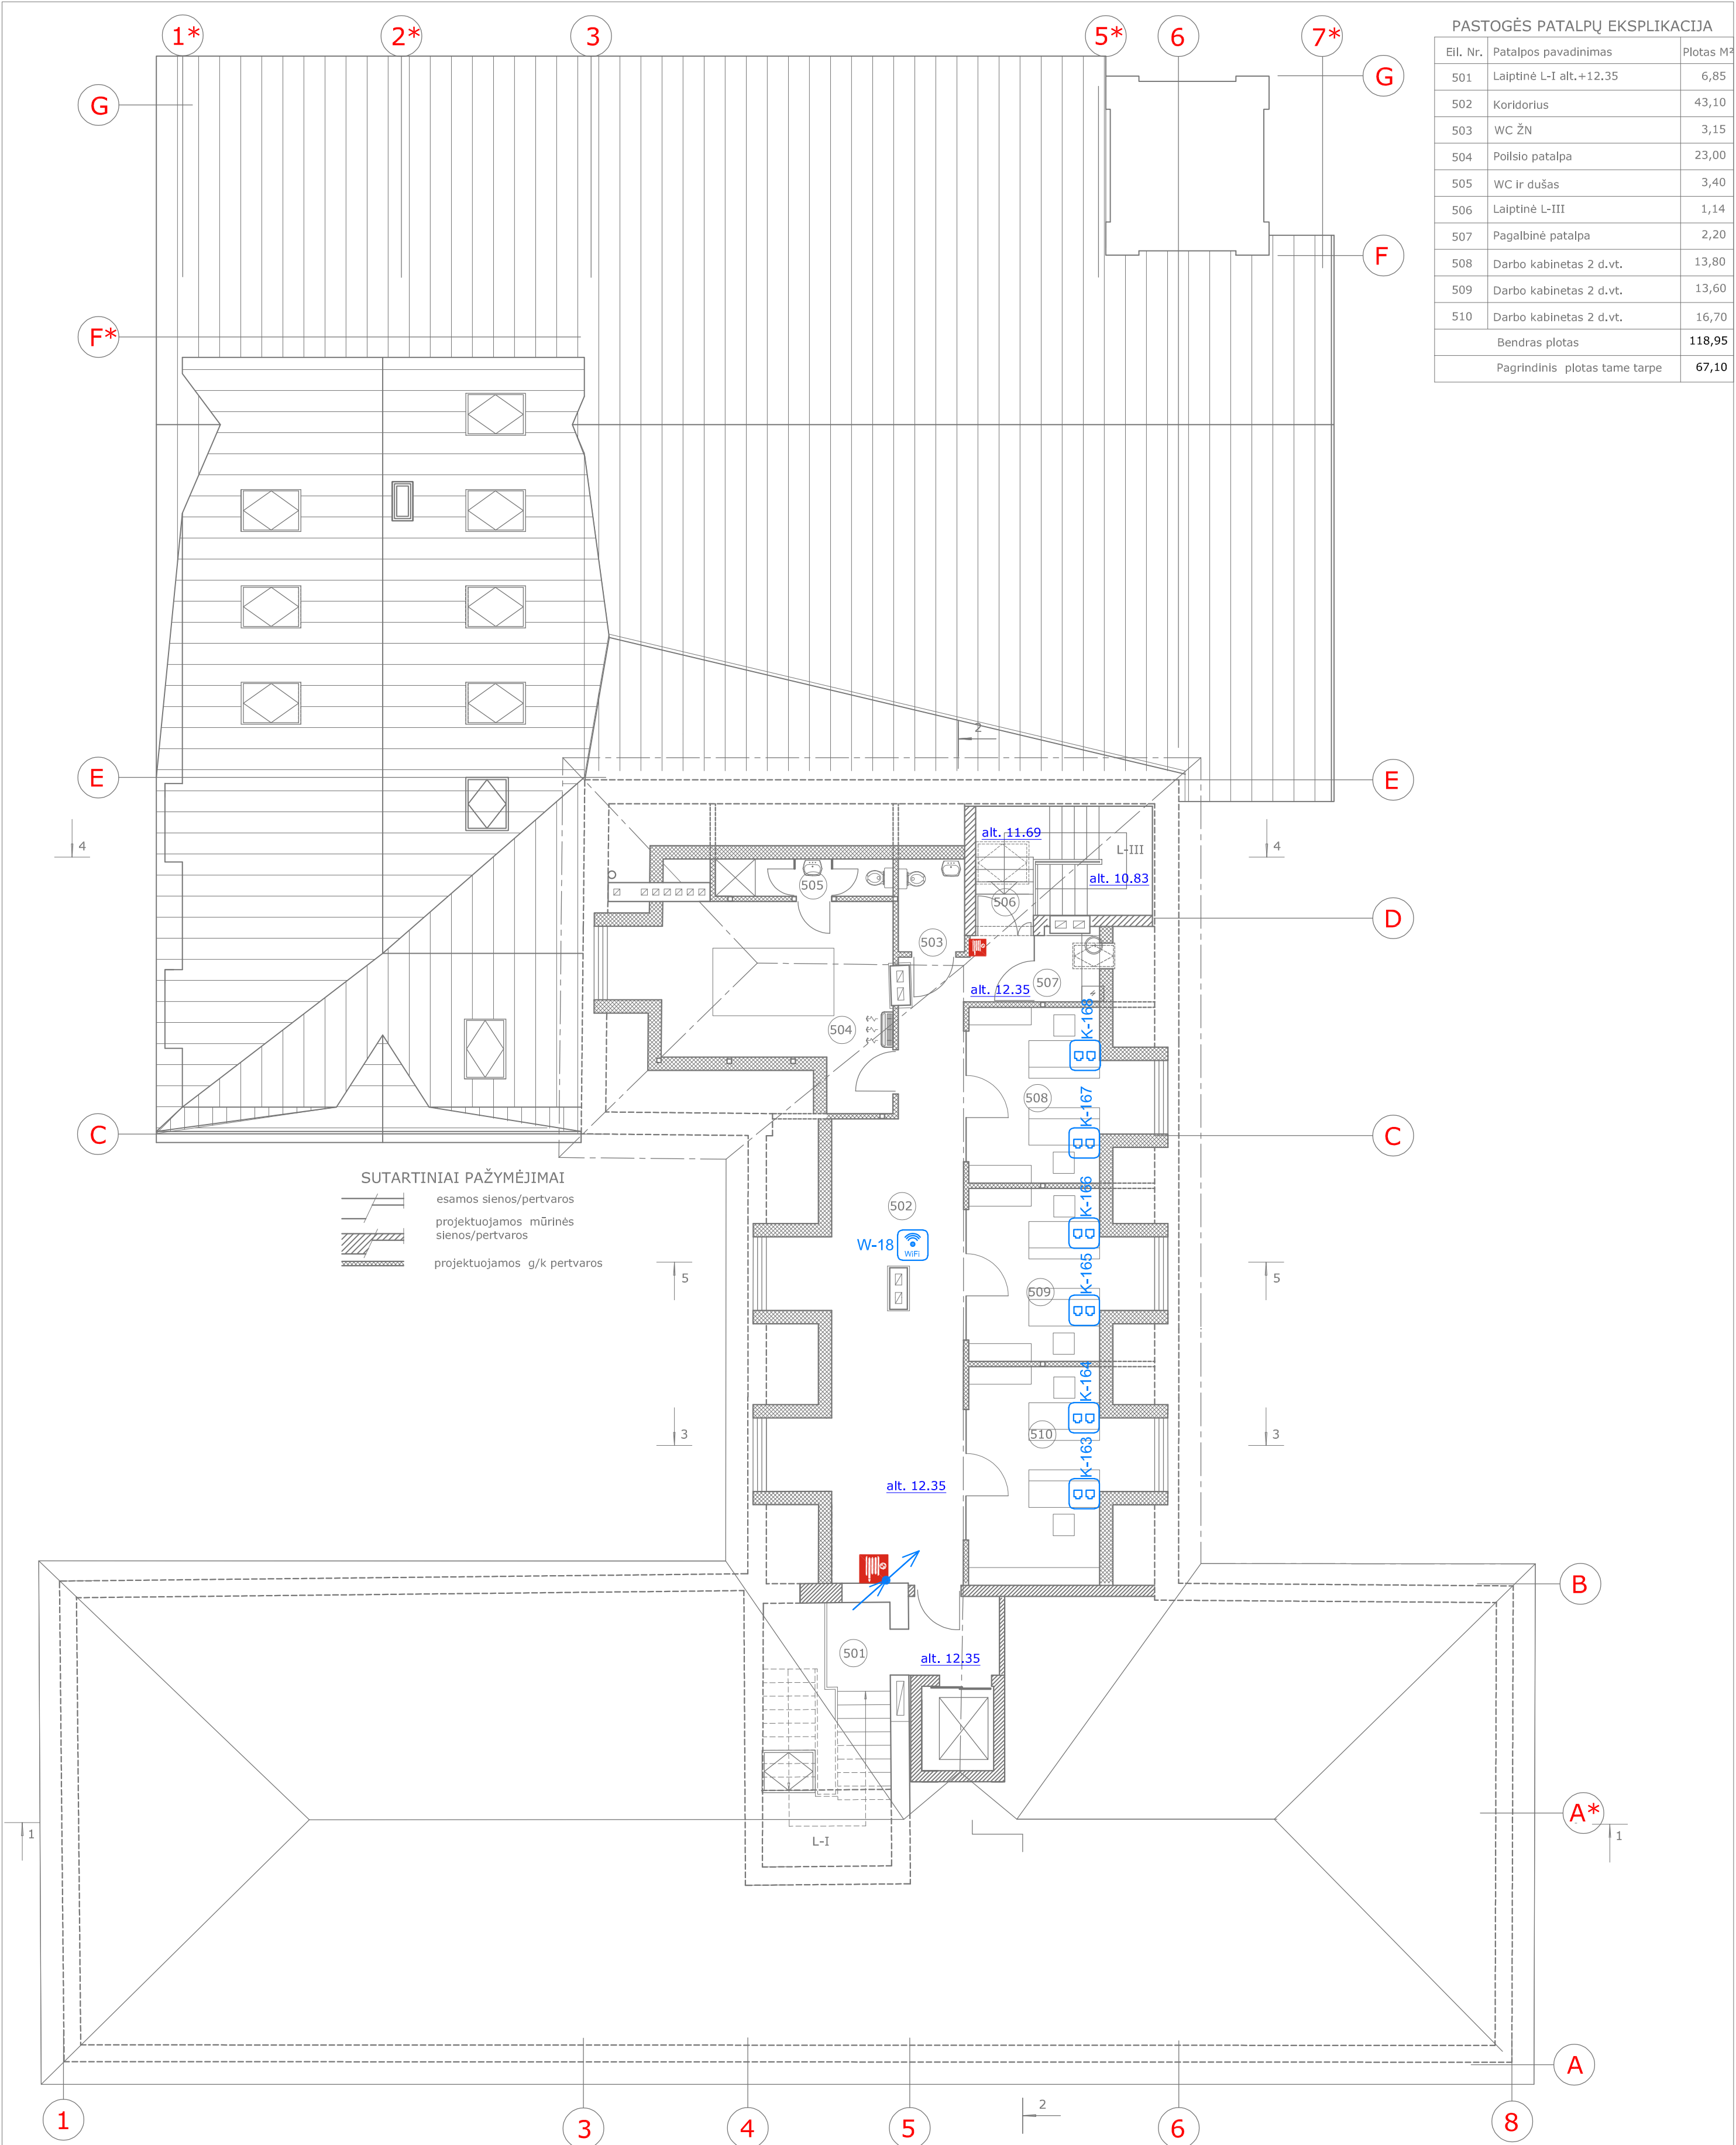 1*
2*
3
5*
6
7*
PASTOGĖS PATALPŲ EKSPLIKACIJA
Eil. Nr. Patalpos pavadinimas Plotas M²
501 Laiptinė L-I alt.+12.35 6,85
502 Koridorius 43,10
503 WC ŽN 3,15
504 Poilsio patalpa 23,00
505 WC ir dušas 3,40
506 Laiptinė L-III 1,14
507 Pagalbinė patalpa 2,20
508 Darbo kabinetas 2 d.vt. 13,80
509 Darbo kabinetas 2 d.vt. 13,60
510 Darbo kabinetas 2 d.vt. 16,70
Bendras plotas 118,95
Pagrindinis plotas tame tarpe 67,10
G
G
F
F*
2
E
E
4
4
alt. 11.69
L-III
alt. 10.83
505
506
D
503
507
alt. 12.35
504
K-168
508
K-167
C
C
SUTARTINIAI PAŽYMĖJIMAI
esamos sienos/pertvaros
projektuojamos mūrinės
sienos/pertvaros
projektuojamos g/k pertvaros
502
K-166
W-18
WiFi
5
5
509
K-165
K-164
3
3
510
K-163
alt. 12.35
B
501
alt. 12.35
A*
1
1
L-I
A
1
3
4
5
2
6
8